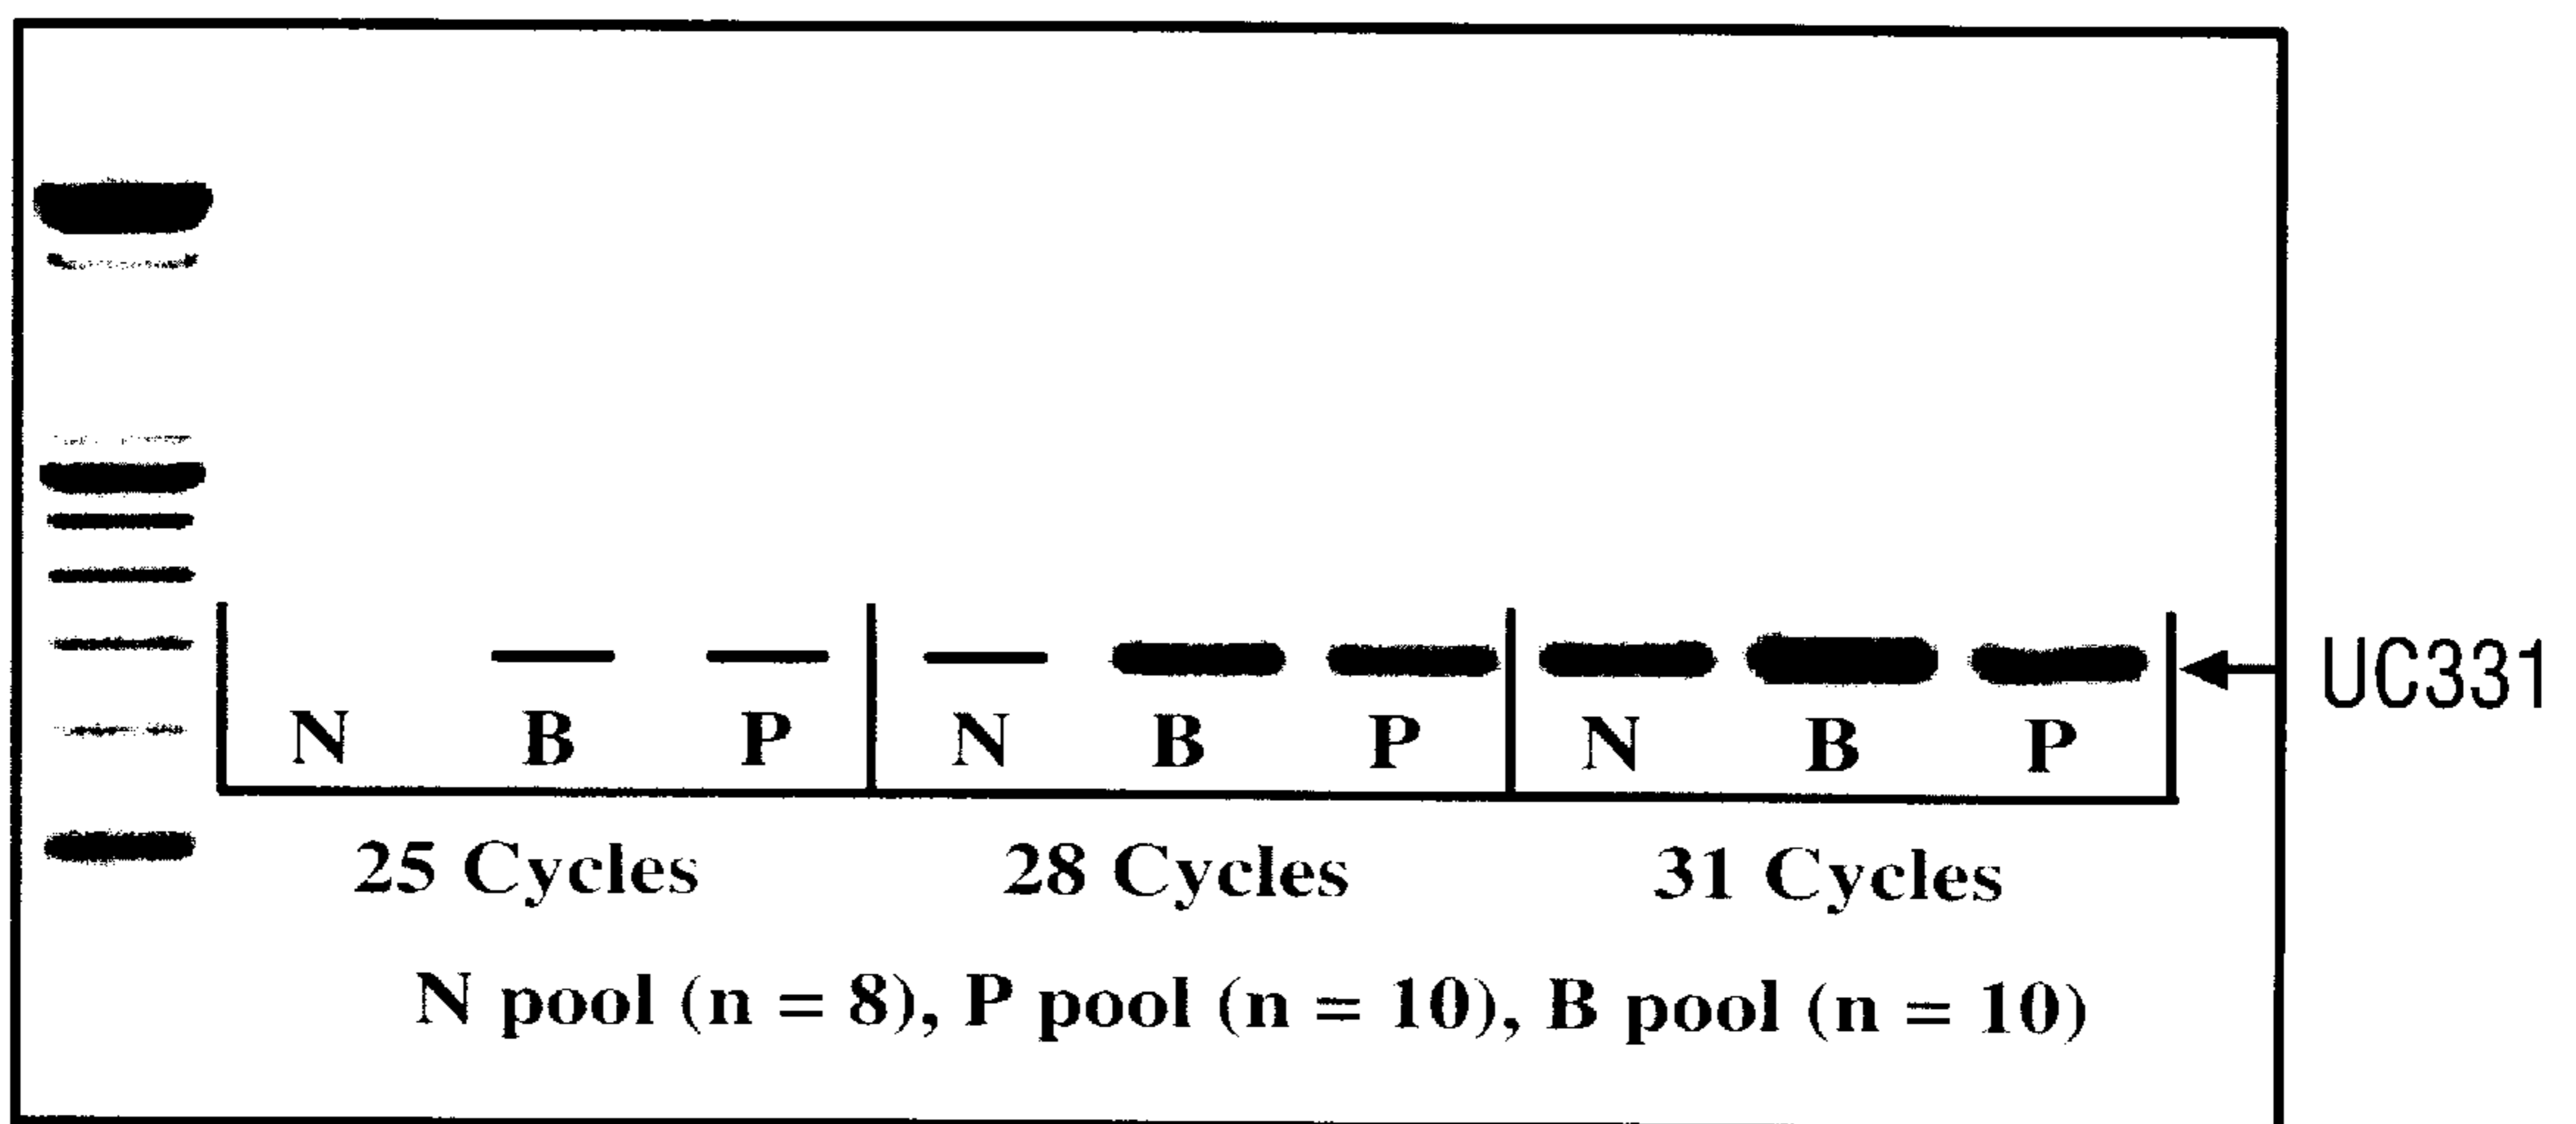 UC331
N B P N B P N B P
25 Cycles 28 Cycles 31 Cycles
N pool (n = 8), P pool (n = 10), B pool (n = 10)